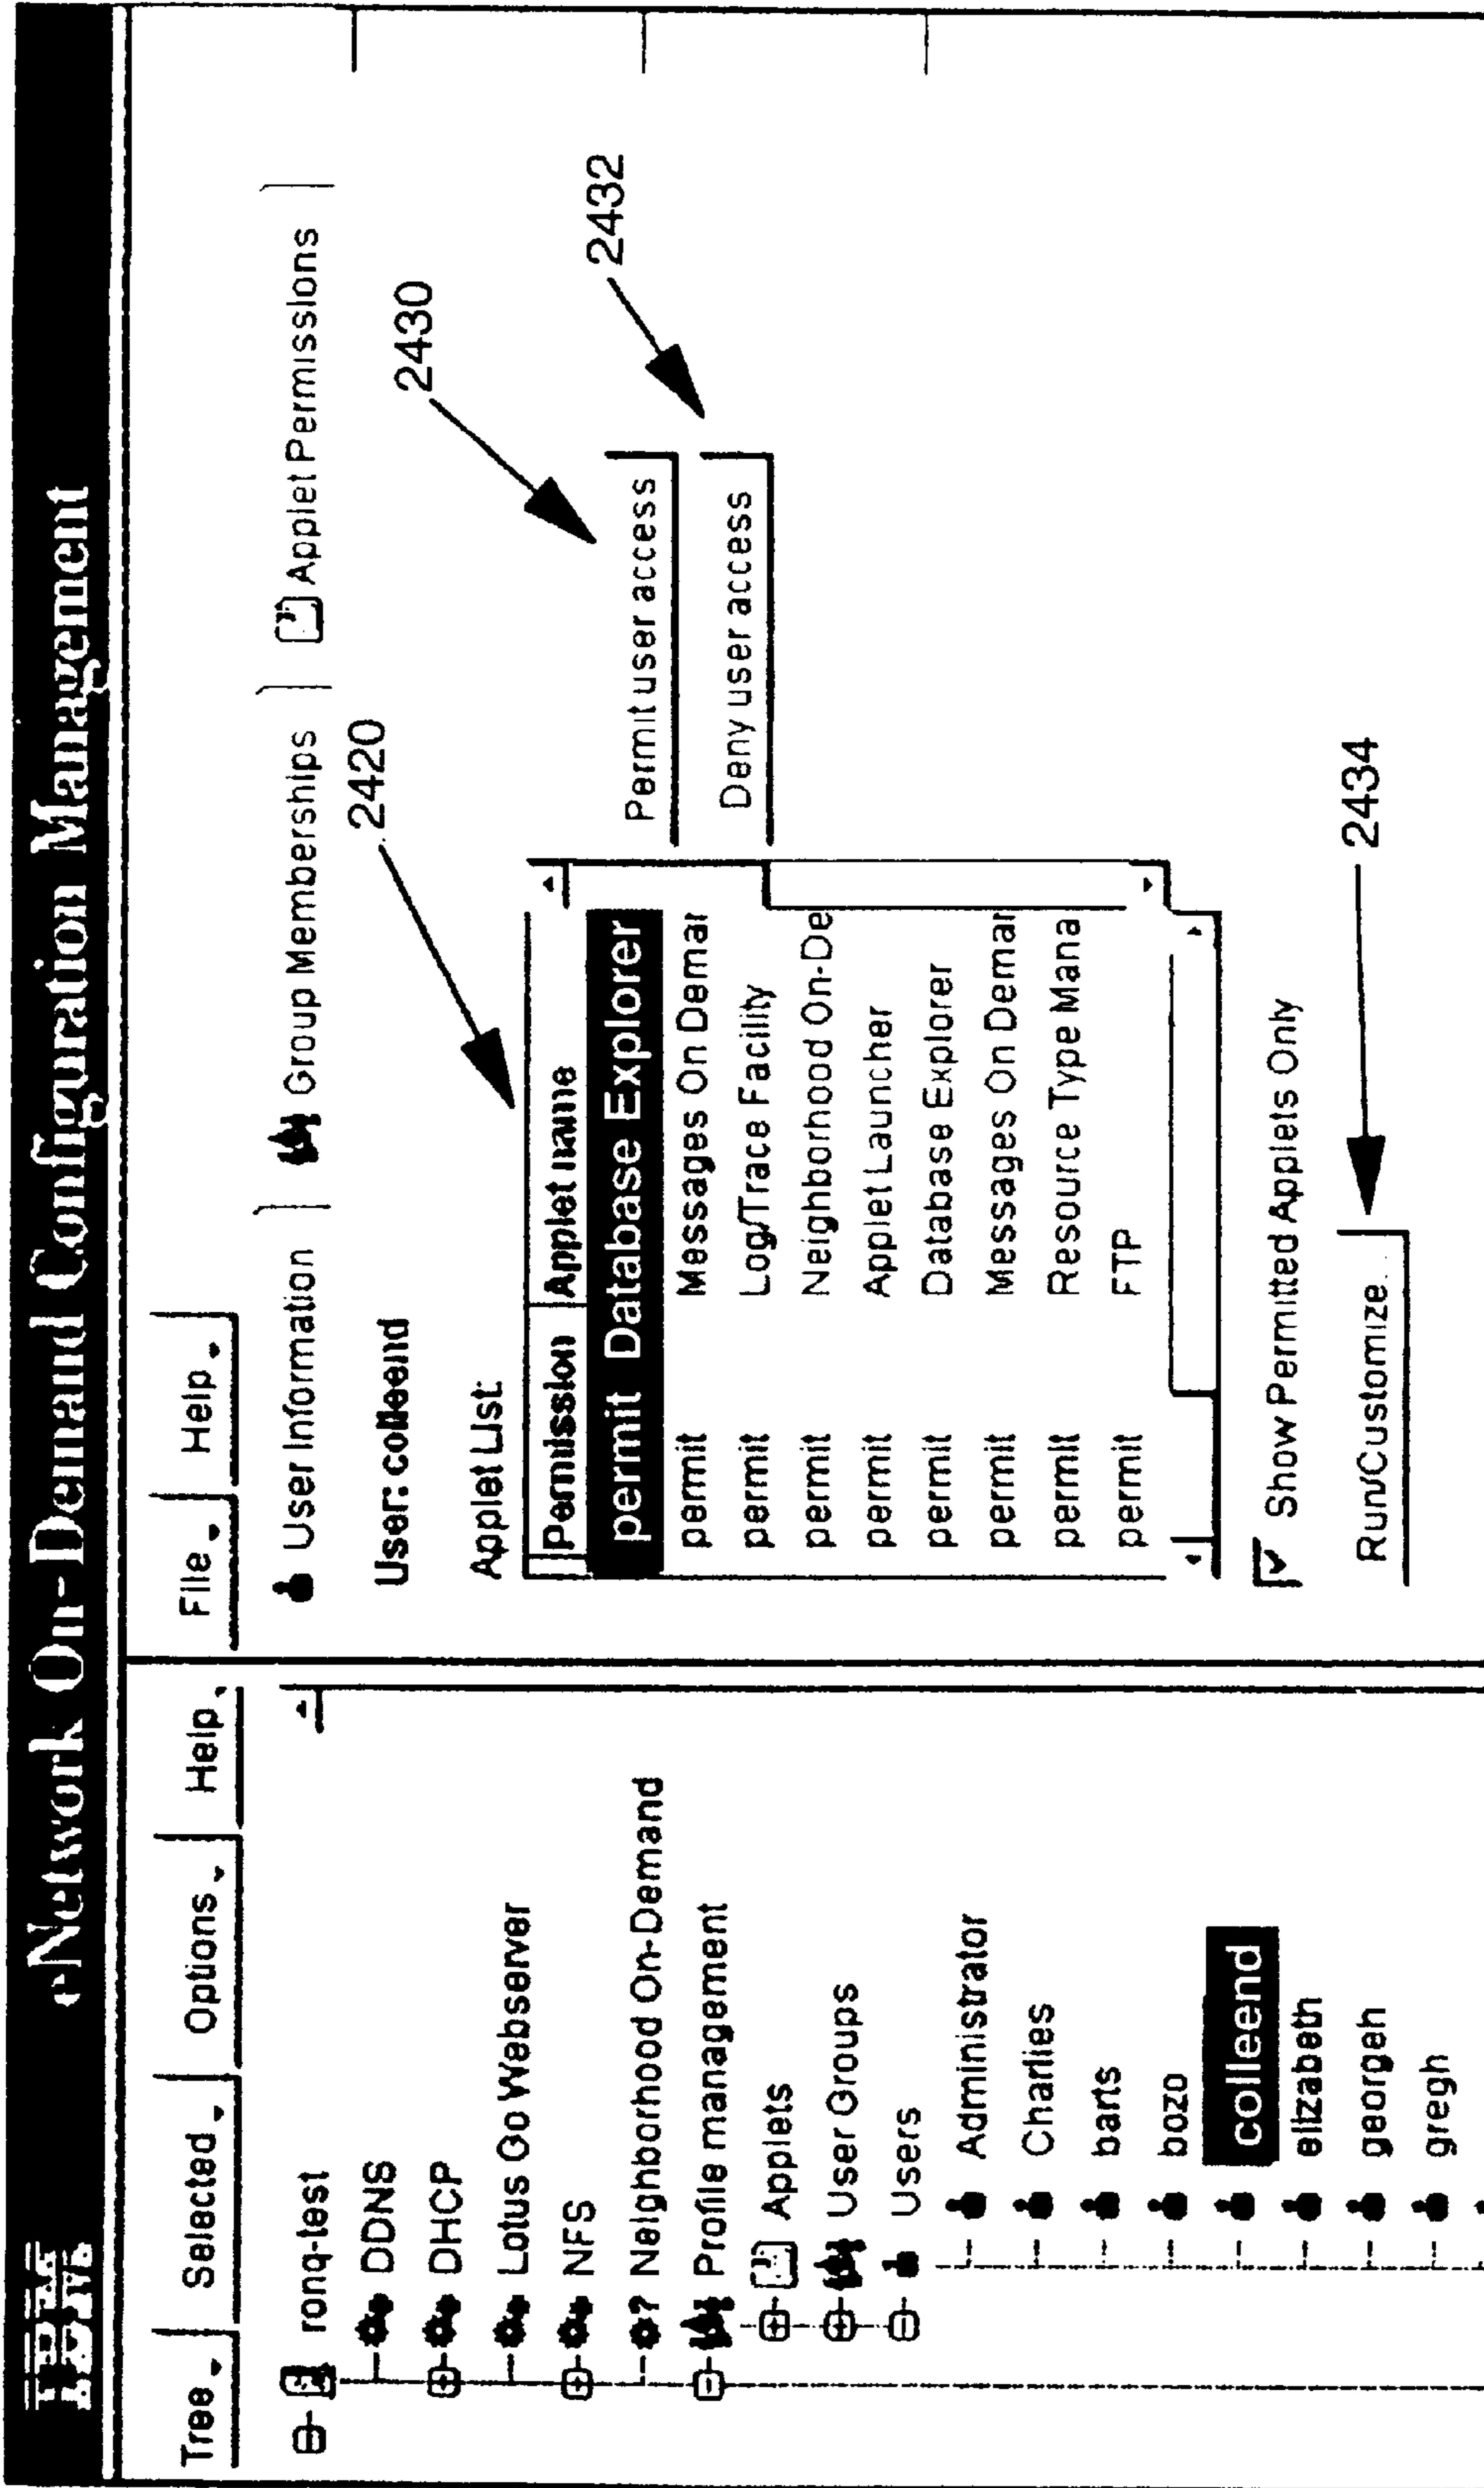 IBM eNetwork On-Demand Configuration Management
Tree Selected Options Help
ronq-test
DDNS
DHCP
Lotus Go Webserver
NFS
Neighborhood On-Demand
Profile management
Applets
User Groups
Users
Administrator
Charlies
barts
bozo
colleend
elizabeth
georgeh
gregh
File Help
User Information Group Memberships Applet Permissions
User: colleend
2420
2430
2432
Applet List:
Permission Applet name
permit Database Explorer
permit Messages On Deman
permit Log/Trace Facility
permit Neighborhood On-De
permit Applet Launcher
permit Database Explorer
permit Messages On Deman
permit Resource Type Mana
permit FTP
Permit user access
Deny user access
Show Permitted Applets Only
Run/Customize...
2434